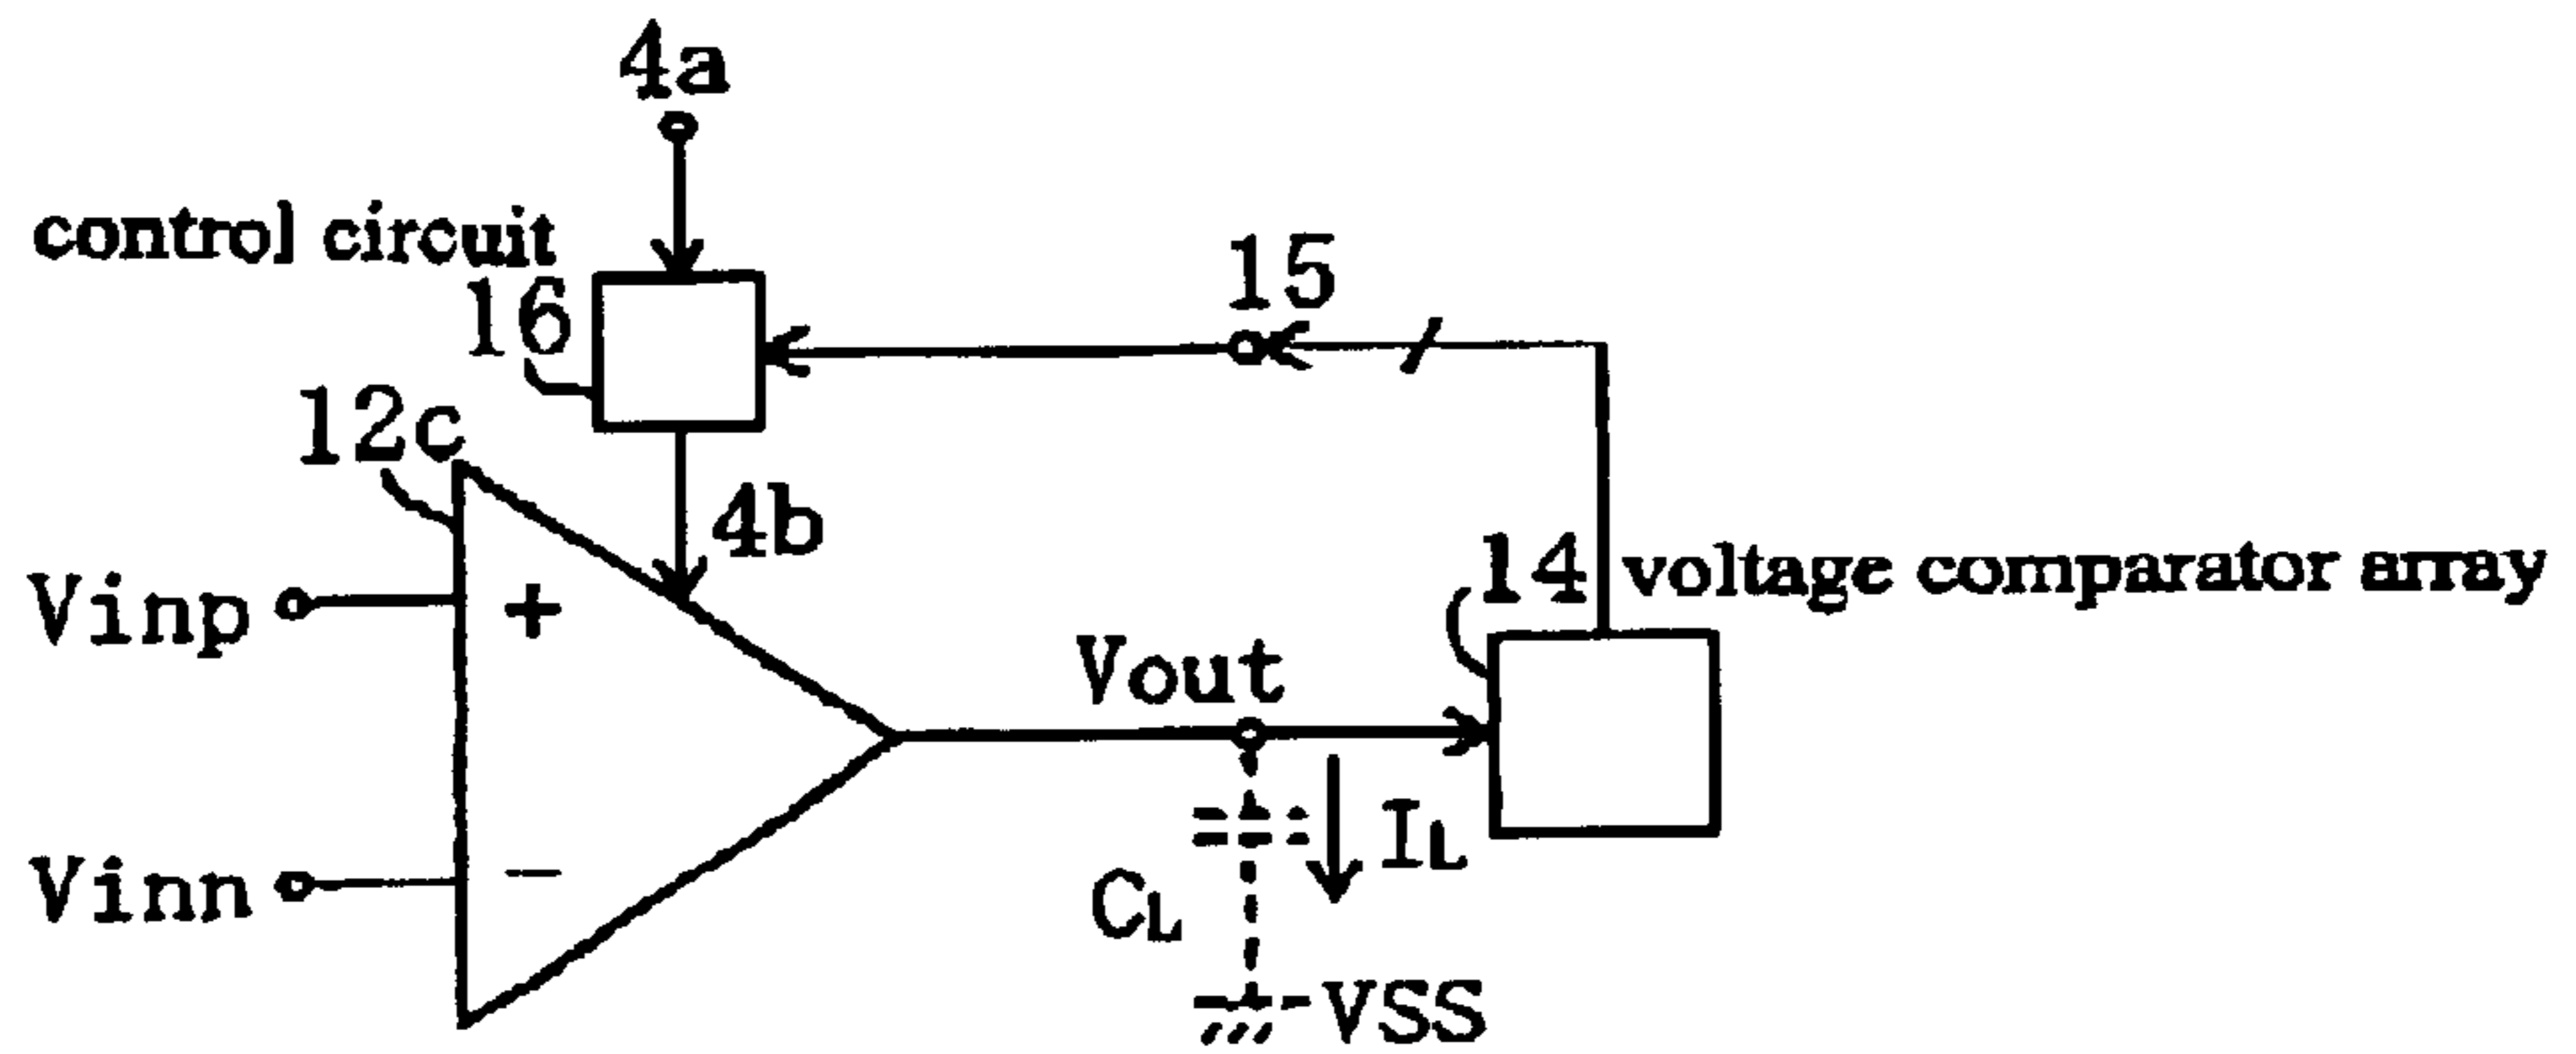 4a
control circuit
16
15
12c
4b
14 voltage comparator array
Vinp
+
Vout
Vinn
−
CL
IL
VSS